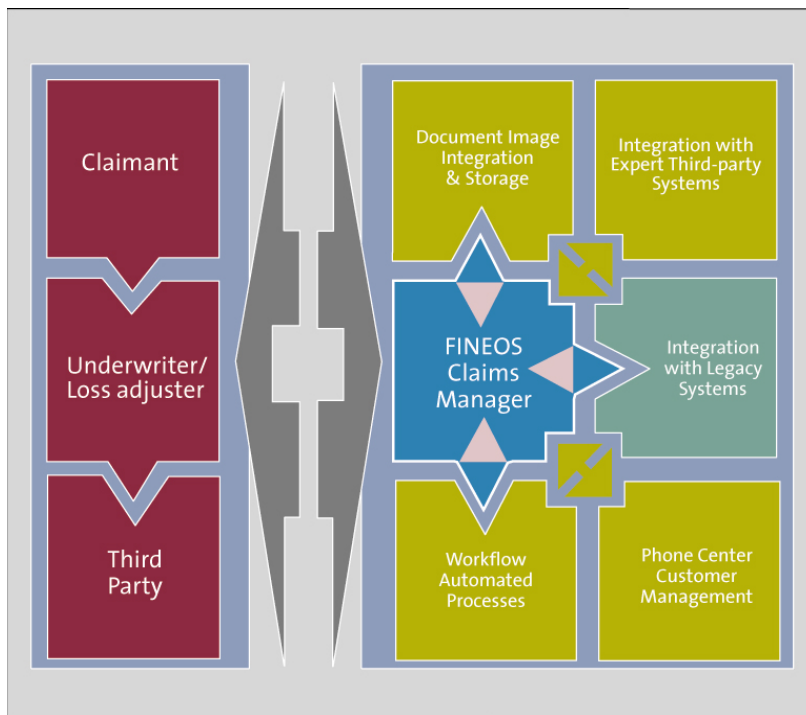 Claimant
Underwriter/
Loss adjuster
Third
Party
Document Image
Integration
& Storage
Integration with
Expert Third-party
Systems
FINEOS
Claims
Manager
Integration
with Legacy
Systems
Workflow
Automated
Processes
Phone Center
Customer
Management